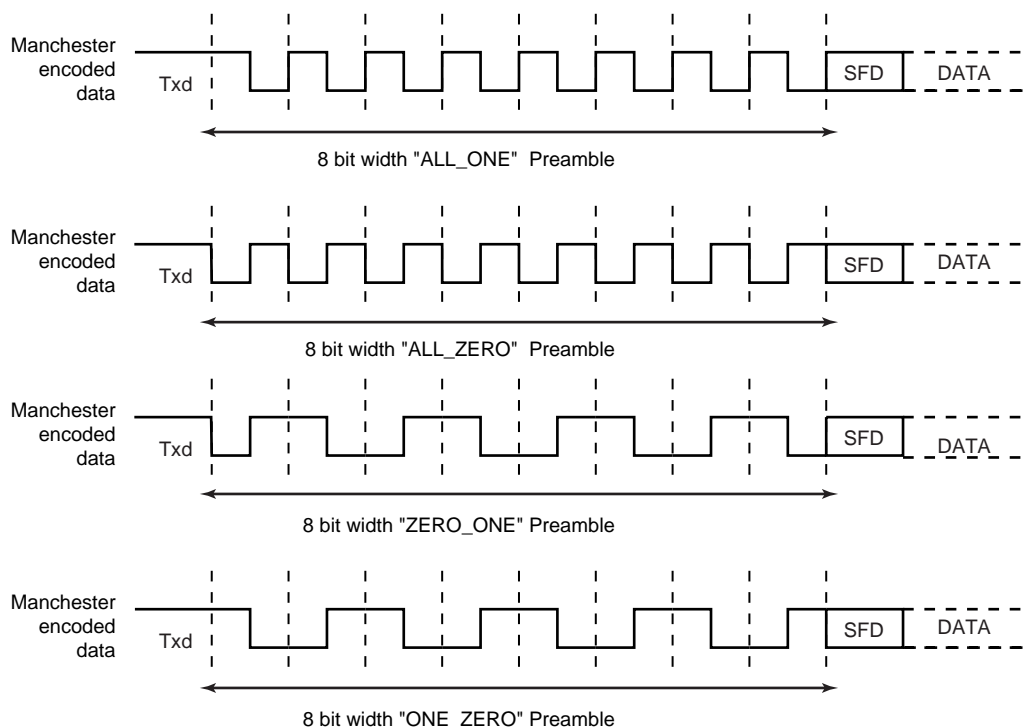 Manchester
encoded
data
Txd
SFD
DATA
8 bit width "ALL_ONE" Preamble
Manchester
encoded
data
Txd
SFD
DATA
8 bit width "ALL_ZERO" Preamble
Manchester
encoded
data
Txd
SFD
DATA
8 bit width "ZERO_ONE" Preamble
Manchester
encoded
data
Txd
SFD
DATA
8 bit width "ONE_ZERO" Preamble